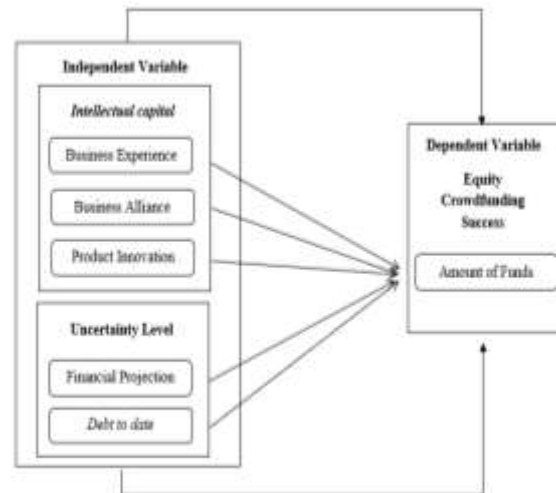 Independent Variable
Intellectual capital
Business Experience
Business Alliance
Product Innovation
Uncertainty Level
Financial Projection
Debt to date
Dependent Variable
Equity
Crowdfunding
Success
Amount of Funds